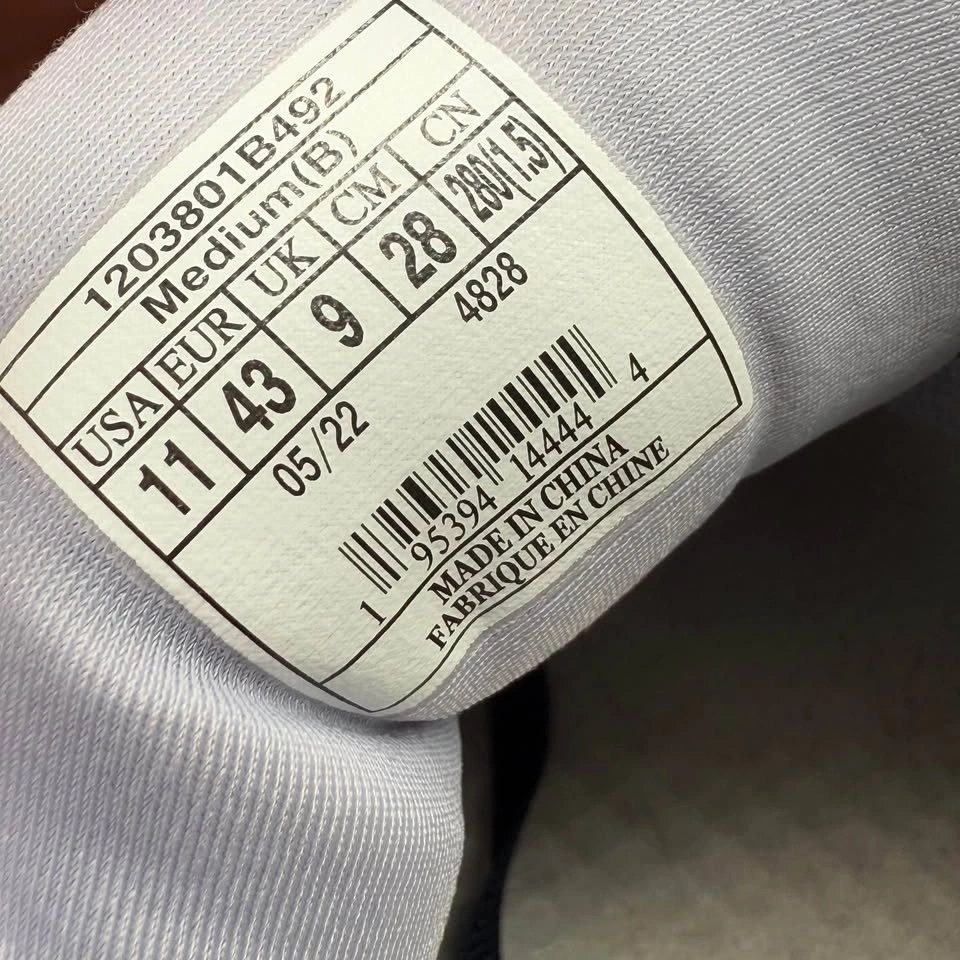 1203801B492
Medium(B)
USA EUR UK CM CN
11 43 9 28 280(1.5)
05/22 4828
1 95394 14444 4
MADE IN CHINA
FABRIQUE EN CHINE